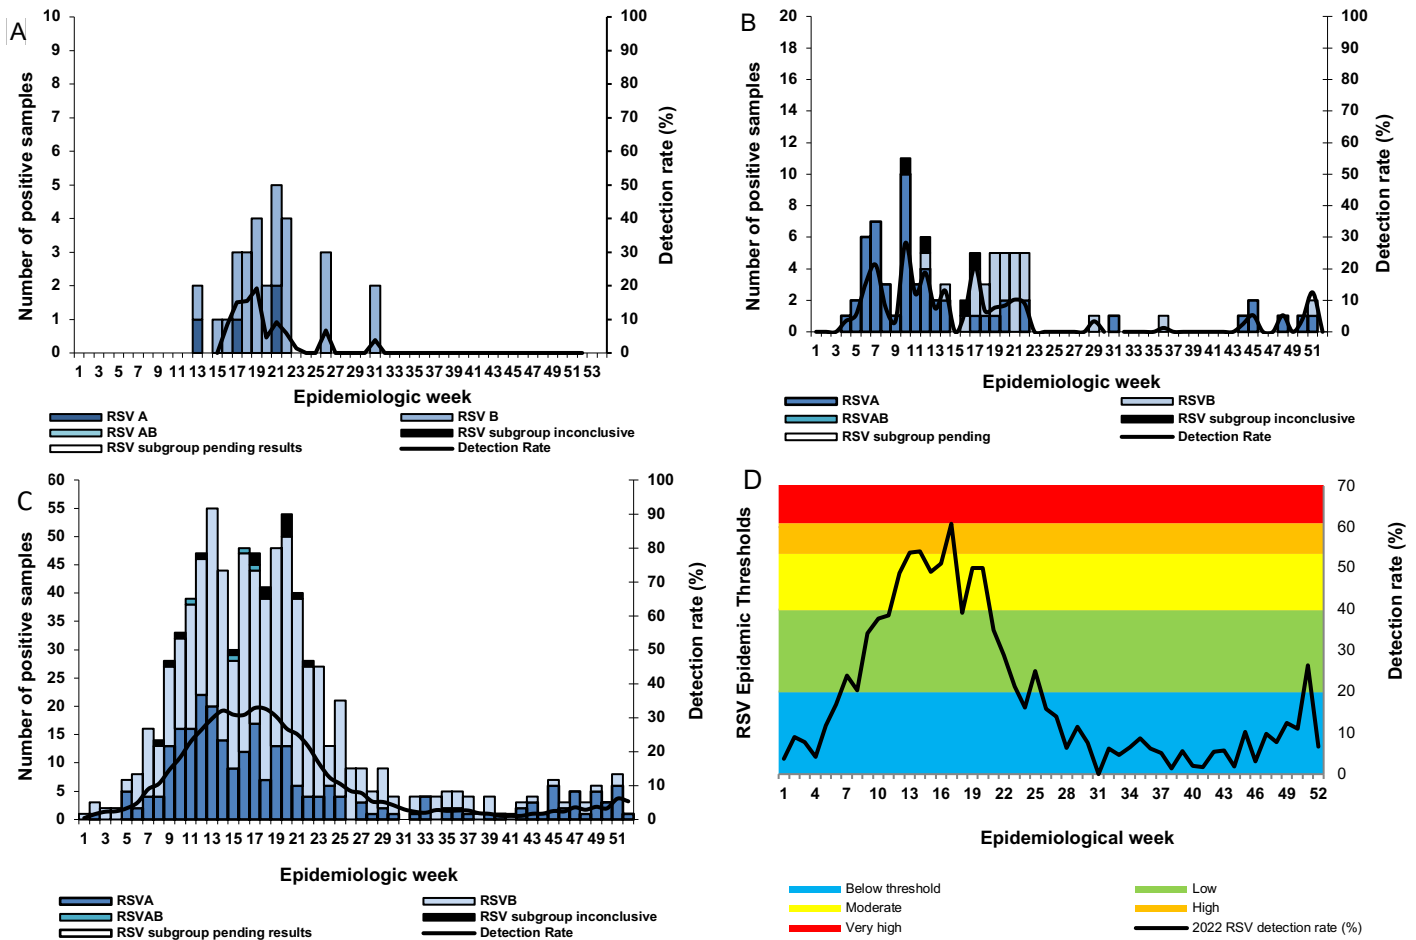 A
Number of positive samples
10
9
8
7
6
5
4
3
2
1
0
100
90
80
70
60
50
40
30
20
10
0
Detection rate (%)
1 3 5 7 9 11 13 15 17 19 21 23 25 27 29 31 33 35 37 39 41 43 45 47 49 51 53
Epidemiologic week
RSV A
RSV B
RSV AB
RSV subgroup inconclusive
RSV subgroup pending results
Detection Rate
B
Number of positive samples
20
18
16
14
12
10
8
6
4
2
0
100
90
80
70
60
50
40
30
20
10
0
Detection rate (%)
1 3 5 7 9 11 13 15 17 19 21 23 25 27 29 31 33 35 37 39 41 43 45 47 49 51
Epidemiologic week
RSVA
RSVB
RSVAB
RSV subgroup inconclusive
RSV subgroup pending
Detection Rate
C
Number of positive samples
60
55
50
45
40
35
30
25
20
15
10
5
0
100
90
80
70
60
50
40
30
20
10
0
Detection rate (%)
1 3 5 7 9 11 13 15 17 19 21 23 25 27 29 31 33 35 37 39 41 43 45 47 49 51
Epidemiologic week
RSVA
RSVB
RSVAB
RSV subgroup inconclusive
RSV subgroup pending results
Detection Rate
D
RSV Epidemic Thresholds
70
60
50
40
30
20
10
0
Detection rate (%)
1 4 7 10 13 16 19 22 25 28 31 34 37 40 43 46 49 52
Epidemiological week
Below threshold
Low
Moderate
High
Very high
2022 RSV detection rate (%)